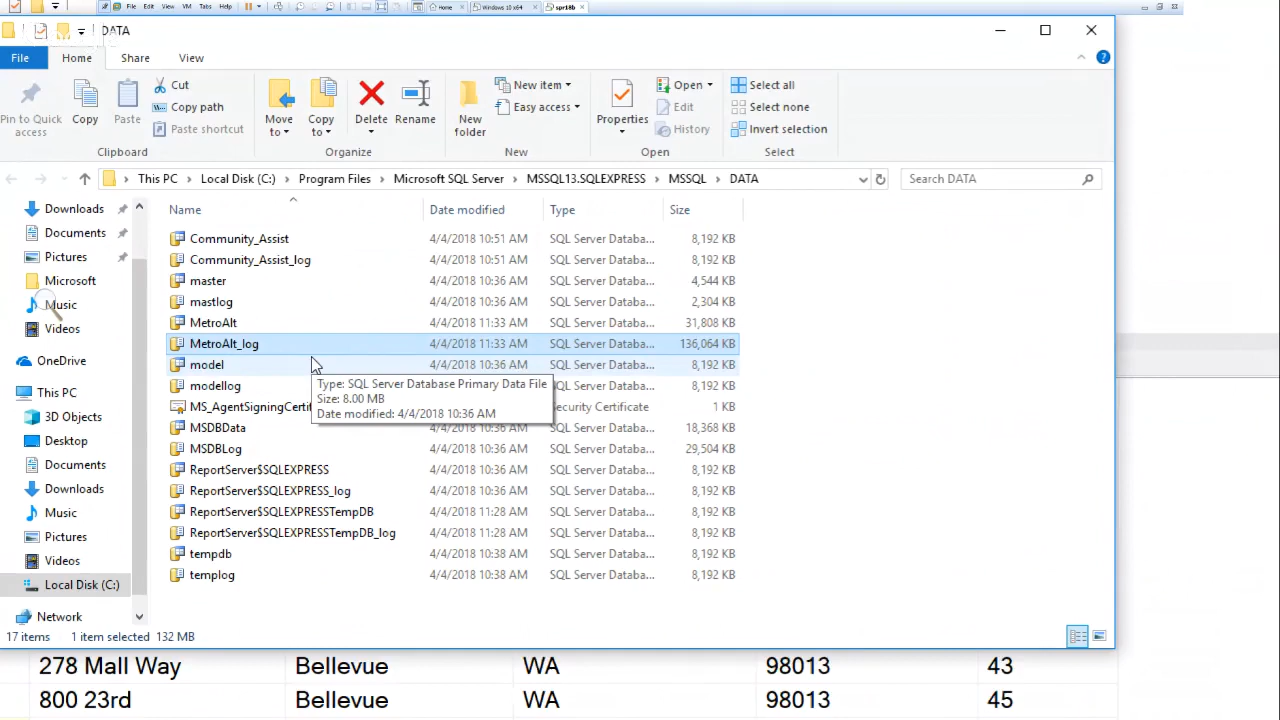 File Edit View VM Tabs Help Home Windows 10 x64 spr18b
DATA
File Home Share View
Pin to Quick access
Copy
Paste
Cut
Copy path
Paste shortcut
Clipboard
Move to
Copy to
Delete
Rename
Organize
New folder
New item
Easy access
New
Properties
Open
Edit
History
Open
Select all
Select none
Invert selection
Select
This PC > Local Disk (C:) > Program Files > Microsoft SQL Server > MSSQL13.SQLEXPRESS > MSSQL > DATA
Search DATA
Downloads
Documents
Pictures
Microsoft
Music
Videos
OneDrive
This PC
3D Objects
Desktop
Documents
Downloads
Music
Pictures
Videos
Local Disk (C:)
Network
Name Date modified Type Size
Community_Assist 4/4/2018 10:51 AM SQL Server Databa... 8,192 KB
Community_Assist_log 4/4/2018 10:51 AM SQL Server Databa... 8,192 KB
master 4/4/2018 10:36 AM SQL Server Databa... 4,544 KB
mastlog 4/4/2018 10:36 AM SQL Server Databa... 2,304 KB
MetroAlt 4/4/2018 11:33 AM SQL Server Databa... 31,808 KB
MetroAlt_log 4/4/2018 11:33 AM SQL Server Databa... 136,064 KB
model 4/4/2018 10:36 AM SQL Server Databa... 8,192 KB
modellog 8,192 KB
MS_AgentSigningCertif ecurity Certificate 1 KB
MSDBData 4/4/2018 10:36 AM SQL Server Databa... 18,368 KB
MSDBLog 4/4/2018 10:36 AM SQL Server Databa... 29,504 KB
ReportServer$SQLEXPRESS 4/4/2018 10:36 AM SQL Server Databa... 8,192 KB
ReportServer$SQLEXPRESS_log 4/4/2018 10:36 AM SQL Server Databa... 8,192 KB
ReportServer$SQLEXPRESSTempDB 4/4/2018 11:28 AM SQL Server Databa... 8,192 KB
ReportServer$SQLEXPRESSTempDB_log 4/4/2018 11:28 AM SQL Server Databa... 8,192 KB
tempdb 4/4/2018 10:38 AM SQL Server Databa... 8,192 KB
templog 4/4/2018 10:38 AM SQL Server Databa... 8,192 KB
Type: SQL Server Database Primary Data File
Size: 8.00 MB
Date modified: 4/4/2018 10:36 AM
17 items 1 item selected 132 MB
278 Mall Way Bellevue WA 98013 43
800 23rd Bellevue WA 98013 45